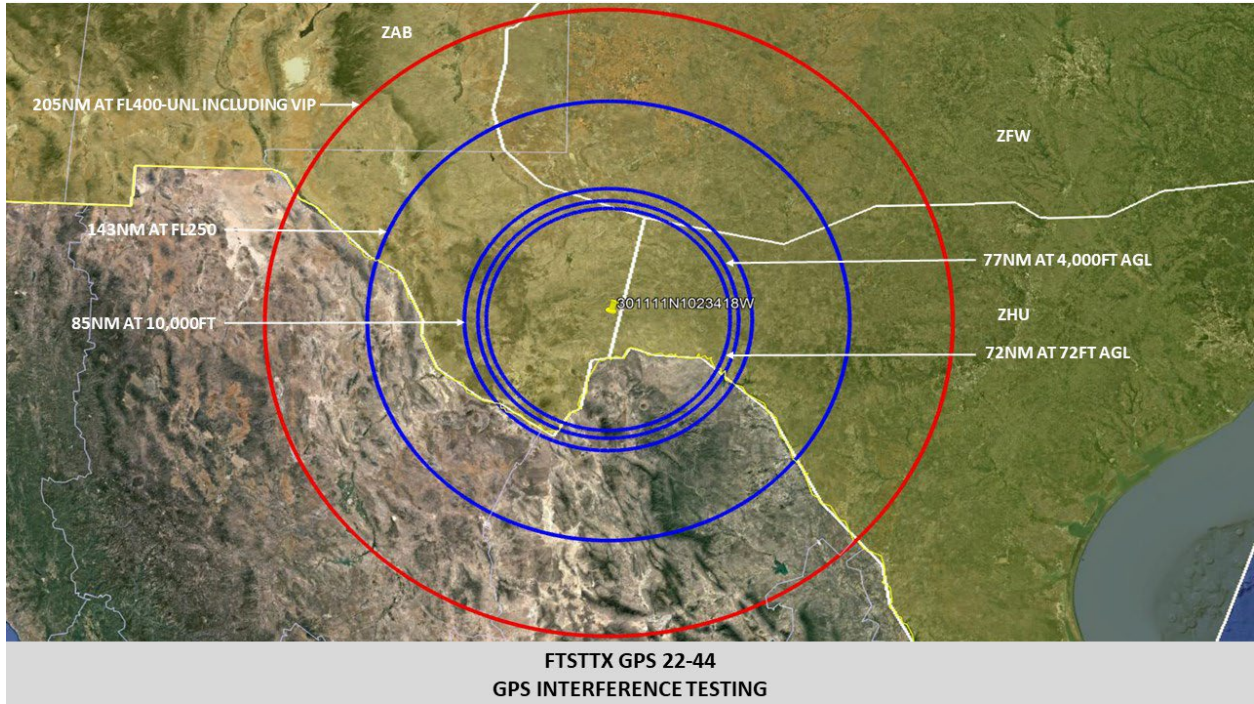 ZAB
205NM AT FL400-UNL INCLUDING VIP
ZFW
143NM AT FL250
77NM AT 4,000FT AGL
301111N1023418W
ZHU
85NM AT 10,000FT
72NM AT 72FT AGL
FTSTTX GPS 22-44
GPS INTERFERENCE TESTING